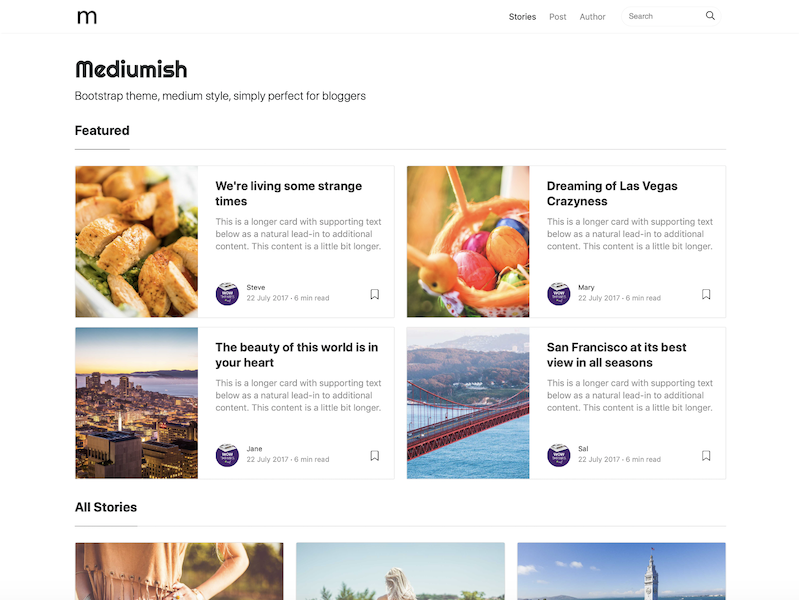 m
Stories Post Author Search
Mediumish
Bootstrap theme, medium style, simply perfect for bloggers
Featured
We're living some strange
times
This is a longer card with supporting text
below as a natural lead-in to additional
content. This content is a little bit longer.
Steve
22 July 2017 · 6 min read
Dreaming of Las Vegas
Crazyness
This is a longer card with supporting text
below as a natural lead-in to additional
content. This content is a little bit longer.
Mary
22 July 2017 · 6 min read
The beauty of this world is in
your heart
This is a longer card with supporting text
below as a natural lead-in to additional
content. This content is a little bit longer.
Jane
22 July 2017 · 6 min read
San Francisco at its best
view in all seasons
This is a longer card with supporting text
below as a natural lead-in to additional
content. This content is a little bit longer.
Sal
22 July 2017 · 6 min read
All Stories